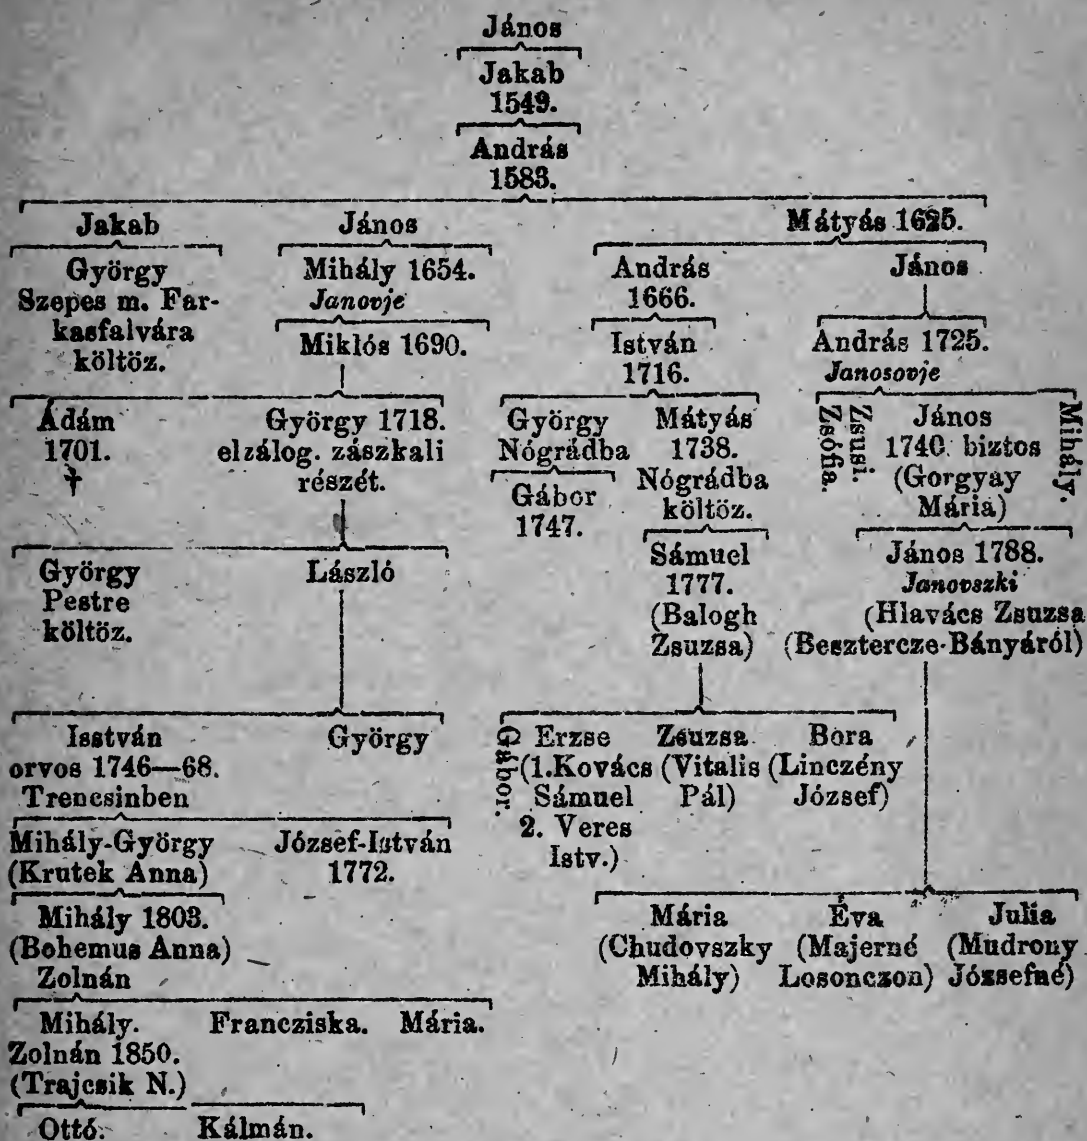 János
Jakab
1549.
András
1583.
Jakab János Mátyás 1625.
György Mihály 1654. András János
Szepes m. Far- Janovje 1666.
kasfalvára Miklós 1690. István András 1725.
költöz. 1716. Janosovje
Ádám György 1718. György Mátyás Zsófia. Zsusi. János Mihály.
1701. elzálog. zászkali Nógrádba 1738. 1740. biztos
† részét. Gábor Nógrádba (Gorgyay
1747. költöz. Mária)
György László Sámuel János 1788.
Pestre 1777. Janovszki
költöz. (Balogh (Hlavács Zsuzsa
Zsuzsa) (Besztercze-Bányáról)
Isstván György Gábor. Erzse Zsuzsa Bora
orvos 1746—68. (1.Kovács (Vitalis (Linczény
Trencsinben Sámuel Pál) József)
Mihály-György József-István 2. Veres
(Krutek Anna) 1772. Istv.)
Mihály 1803. Mária Éva Julia
(Bohemus Anna) (Chudovszky (Majerné (Mudrony
Zolnán Mihály) Losonczon) Józsefné)
Mihály. Francziska. Mária.
Zolnán 1850.
(Trajcsik N.)
Ottó. Kálmán.